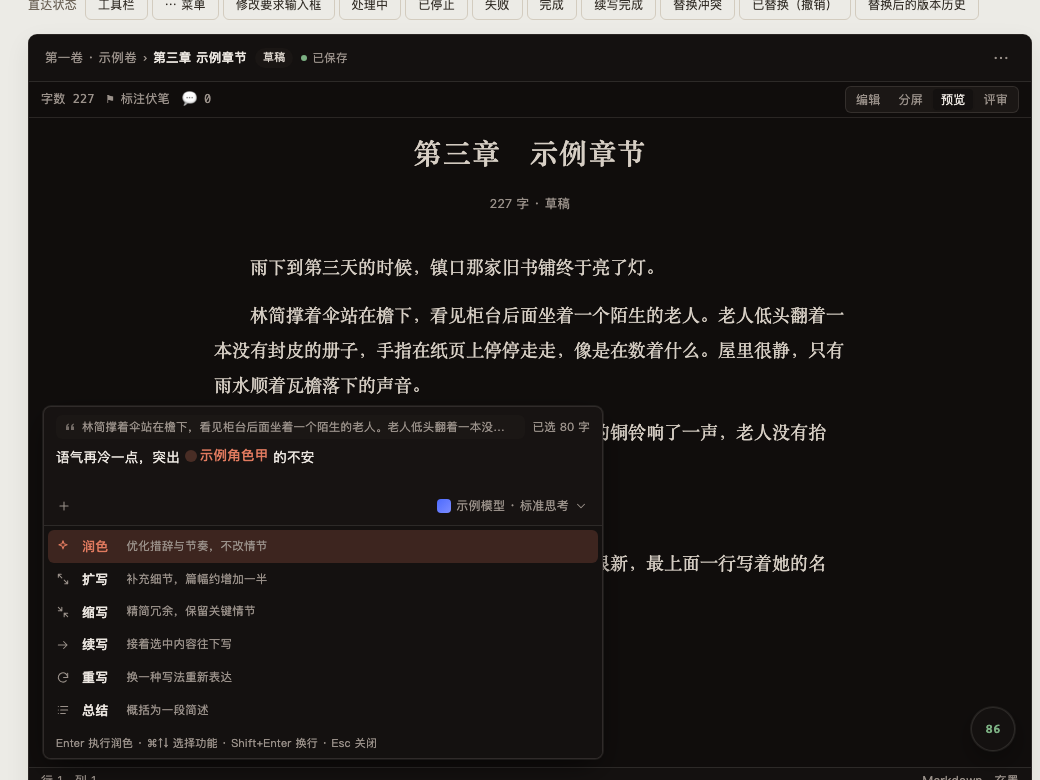 直达状态 工具栏 ··· 菜单 修改要求输入框 处理中 已停止 失败 完成 续写完成 替换冲突 已替换（撤销） 替换后的版本历史
第一卷 · 示例卷 › 第三章 示例章节 草稿 已保存 ···
字数 227 标注伏笔 0 编辑 分屏 预览 评审
第三章 示例章节
227 字 · 草稿
雨下到第三天的时候，镇口那家旧书铺终于亮了灯。
林简撑着伞站在檐下，看见柜台后面坐着一个陌生的老人。老人低头翻着一
本没有封皮的册子，手指在纸页上停停走走，像是在数着什么。屋里很静，只有
雨水顺着瓦檐落下的声音。
的铜铃响了一声，老人没有抬
很新，最上面一行写着她的名
林简撑着伞站在檐下，看见柜台后面坐着一个陌生的老人。老人低头翻着一本没... 已选 80 字
语气再冷一点，突出 示例角色甲 的不安
+ 示例模型 · 标准思考
润色 优化措辞与节奏，不改情节
扩写 补充细节，篇幅约增加一半
缩写 精简冗余，保留关键情节
续写 接着选中内容往下写
重写 换一种写法重新表达
总结 概括为一段简述
Enter 执行润色 · ⌘↑↓ 选择功能 · Shift+Enter 换行 · Esc 关闭
86
行 1，列 1 Markdown